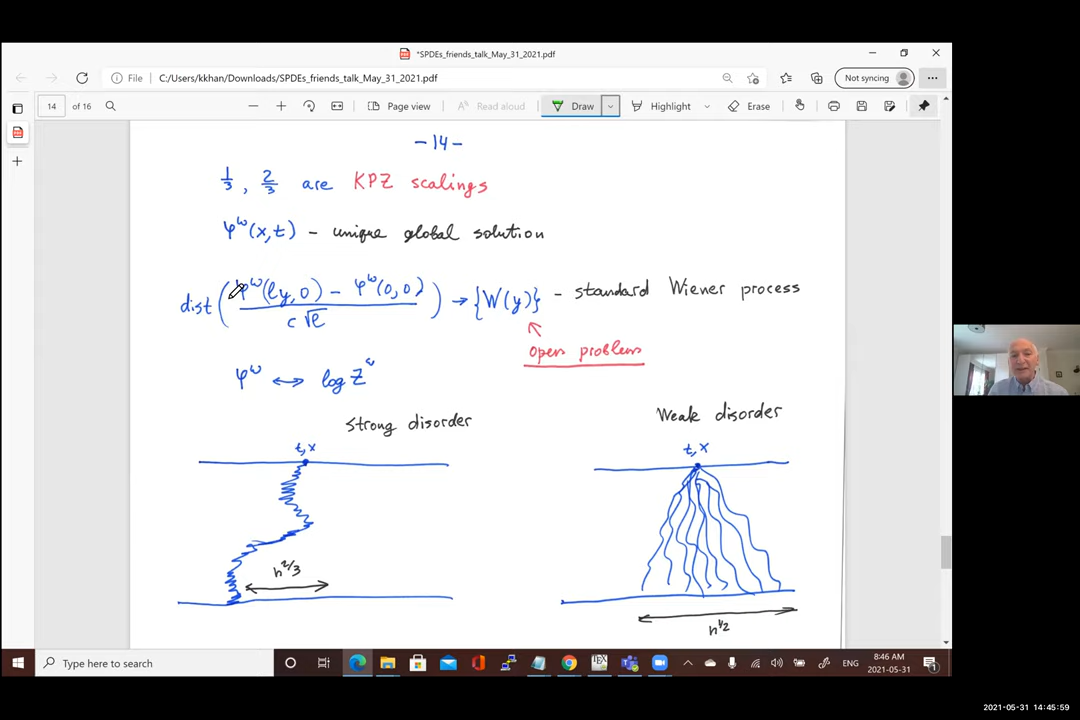 *SPDEs_friends_talk_May_31_2021.pdf
File C:/Users/kkhan/Downloads/SPDEs_friends_talk_May_31_2021.pdf
Not syncing
14 of 16
Page view
Read aloud
Draw
Highlight
Erase
- 14 -
1/3, 2/3 are KPZ scalings
φ^ω(x,t) - unique global solution
dist( (φ^ω(ℓy,0) - φ^ω(0,0)) / c√ℓ ) → {W(y)} - standard Wiener process
open problem
φ^ω ↔ log Z^ω
Strong disorder
Weak disorder
t,x
t,x
n^2/3
n^1/2
Type here to search
ENG
8:46 AM
2021-05-31
2021-05-31 14:45:59